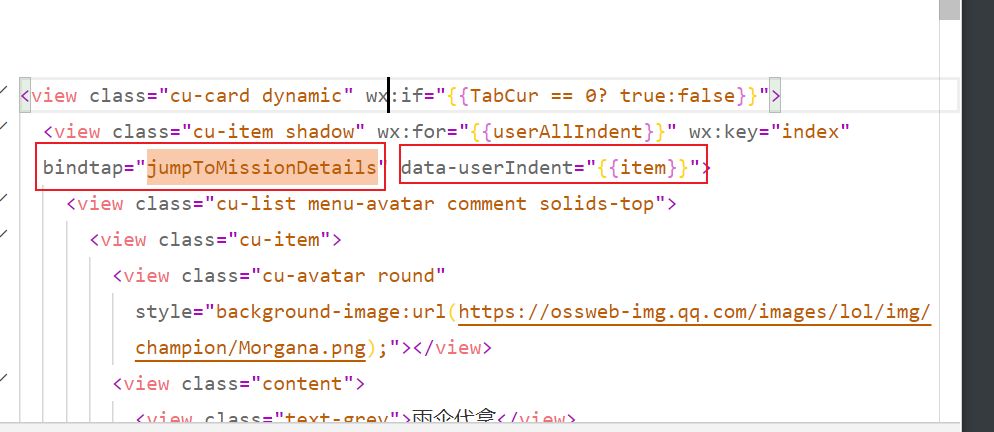 <view class="cu-card dynamic" wx:if="{{TabCur == 0? true:false}}">
<view class="cu-item shadow" wx:for="{{userAllIndent}}" wx:key="index"
bindtap="jumpToMissionDetails" data-userIndent="{{item}}">
<view class="cu-list menu-avatar comment solids-top">
<view class="cu-item">
<view class="cu-avatar round"
style="background-image:url(https://ossweb-img.qq.com/images/lol/img/
champion/Morgana.png);"></view>
<view class="content">
<view class="text-grey">雨伞代拿</view>